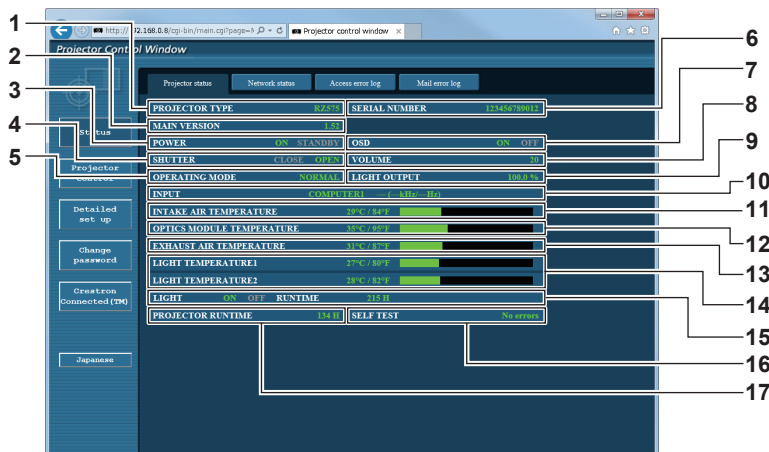 http://192.168.0.8/cgi-bin/main.cgi?page=
Projector control window
Projector Control Window
Projector status
Network status
Access error log
Mail error log
Status
Projector
Control
Detailed
set up
Change
password
Crestron
Connected(TM)
Japanese
PROJECTOR TYPE RZ575
SERIAL NUMBER 123456789012
MAIN VERSION 1.52
POWER ON STANDBY
OSD ON OFF
SHUTTER CLOSE OPEN
VOLUME 20
OPERATING MODE NORMAL
LIGHT OUTPUT 100.0 %
INPUT COMPUTER1 --- (---kHz/---Hz)
INTAKE AIR TEMPERATURE 29°C / 84°F
OPTICS MODULE TEMPERATURE 35°C / 95°F
EXHAUST AIR TEMPERATURE 31°C / 87°F
LIGHT TEMPERATURE1 27°C / 80°F
LIGHT TEMPERATURE2 28°C / 82°F
LIGHT ON OFF RUNTIME 215 H
PROJECTOR RUNTIME 134 H
SELF TEST No errors
1
2
3
4
5
6
7
8
9
10
11
12
13
14
15
16
17